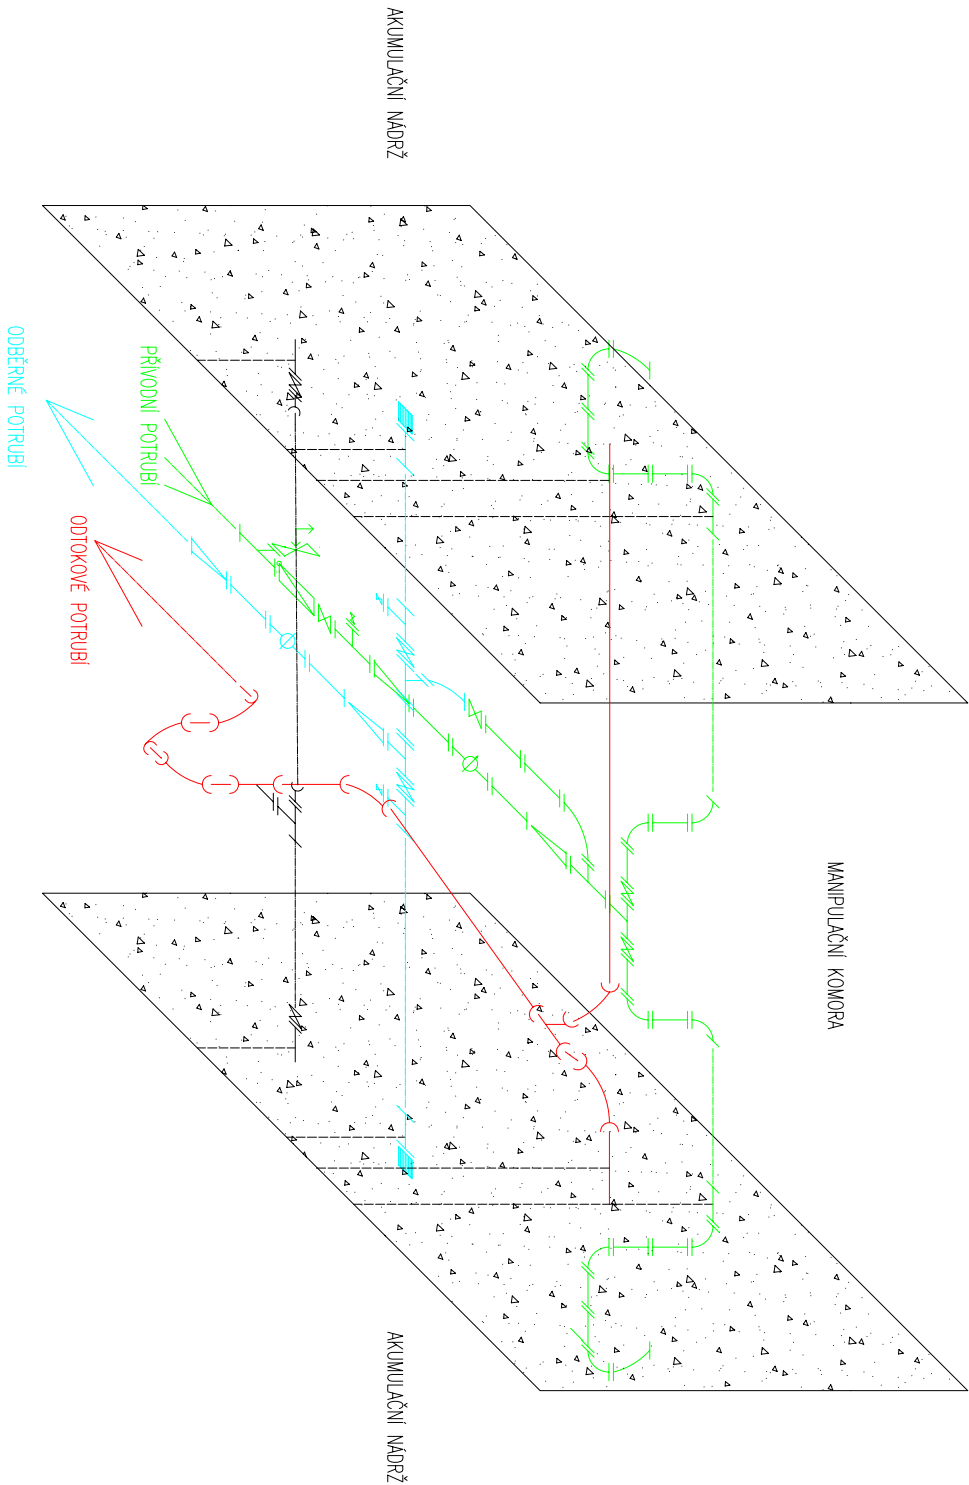 AKUMULAČNÍ NÁDRŽ
MANIPULAČNÍ KOMORA
AKUMULAČNÍ NÁDRŽ
PŘÍVODNÍ POTRUBÍ
ODTOKOVÉ POTRUBÍ
ODBĚRNÉ POTRUBÍ